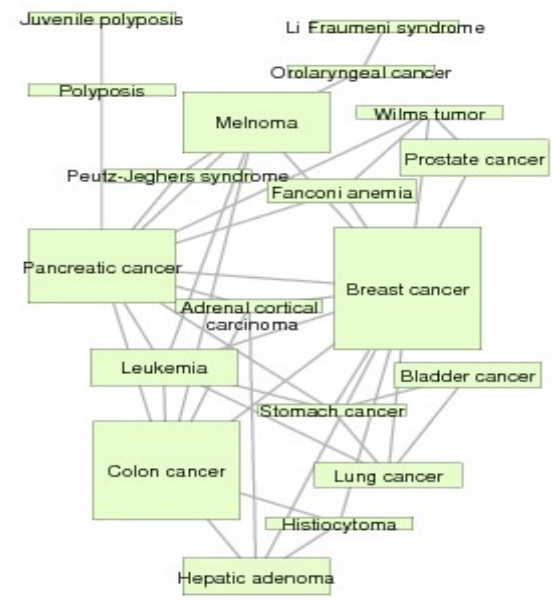 Juvenile polyposis
Li Fraumeni syndrome
Orolaryngeal cancer
Polyposis
Wilms tumor
Melnoma
Prostate cancer
Peutz-Jeghers syndrome
Fanconi anemia
Pancreatic cancer
Breast cancer
Adrenal cortical
carcinoma
Leukemia
Bladder cancer
Stomach cancer
Colon cancer
Lung cancer
Histiocytoma
Hepatic adenoma